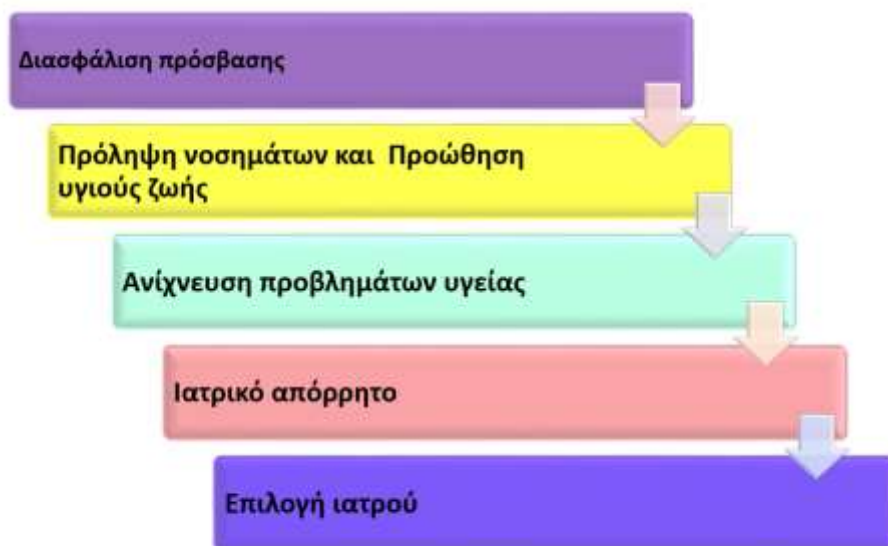 Διασφάλιση πρόσβασης
Πρόληψη νοσημάτων και Προώθηση
υγιούς ζωής
Ανίχνευση προβλημάτων υγείας
Ιατρικό απόρρητο
Επιλογή ιατρού